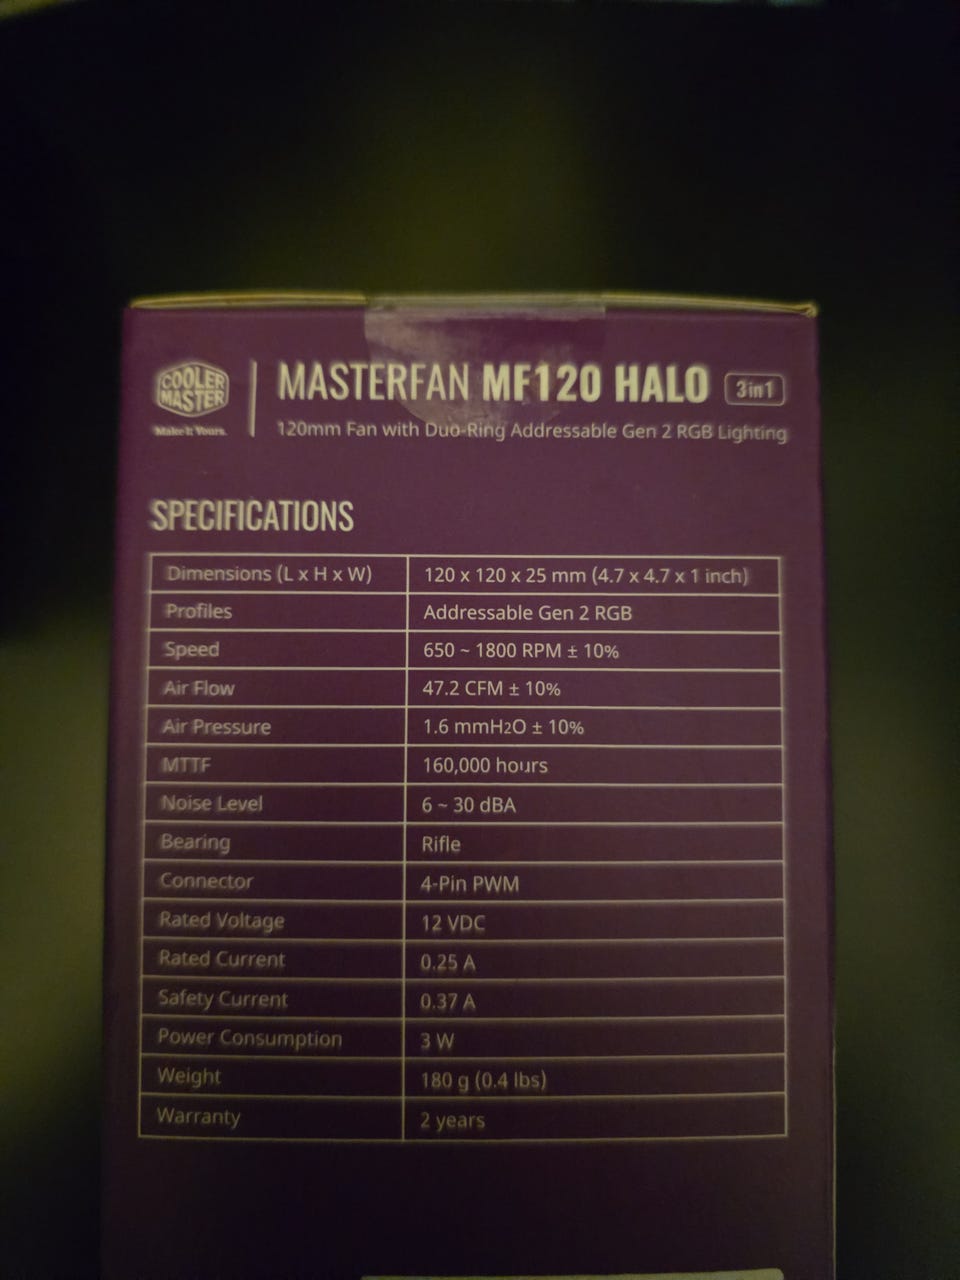 COOLER
MASTER
Make It Yours.
MASTERFAN MF120 HALO 3in1
120mm Fan with Duo-Ring Addressable Gen 2 RGB Lighting
SPECIFICATIONS
Dimensions (L x H x W) 120 x 120 x 25 mm (4.7 x 4.7 x 1 inch)
Profiles Addressable Gen 2 RGB
Speed 650 ~ 1800 RPM ± 10%
Air Flow 47.2 CFM ± 10%
Air Pressure 1.6 mmH2O ± 10%
MTTF 160,000 hours
Noise Level 6 ~ 30 dBA
Bearing Rifle
Connector 4-Pin PWM
Rated Voltage 12 VDC
Rated Current 0.25 A
Safety Current 0.37 A
Power Consumption 3 W
Weight 180 g (0.4 lbs)
Warranty 2 years